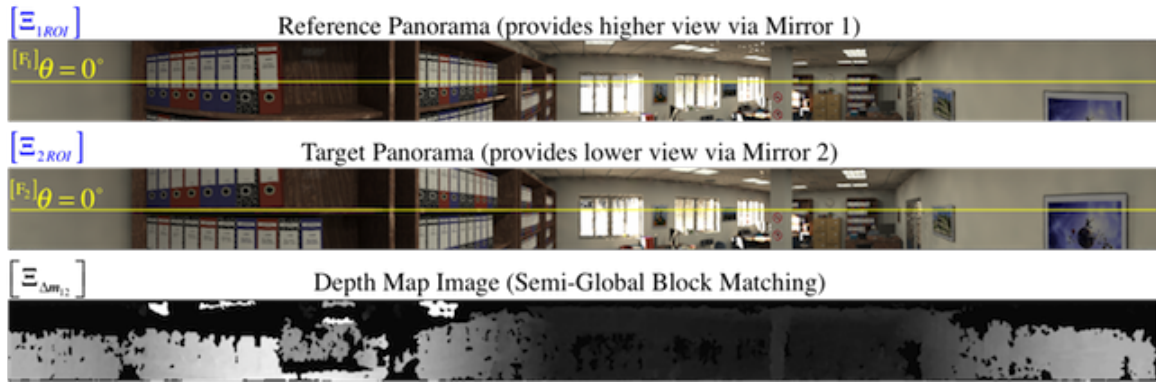 [Ξ1ROI] Reference Panorama (provides higher view via Mirror 1)
[F1]θ = 0°
[Ξ2ROI] Target Panorama (provides lower view via Mirror 2)
[F2]θ = 0°
[ΞΔm12] Depth Map Image (Semi-Global Block Matching)